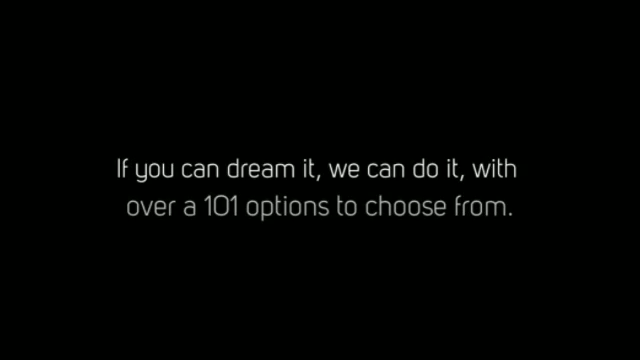 If you can dream it, we can do it, with
over a 101 options to choose from.